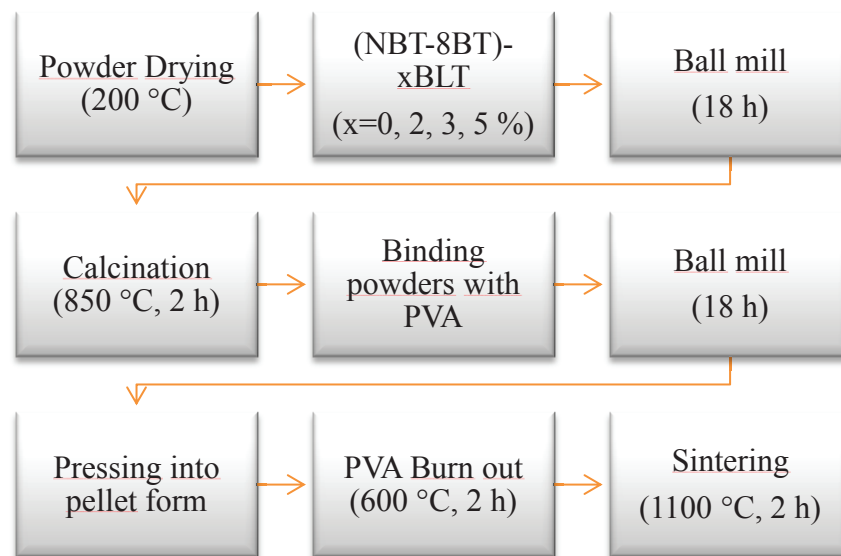 Powder Drying
(200 °C)
(NBT-8BT)-
xBLT
(x=0, 2, 3, 5 %)
Ball mill
(18 h)
Calcination
(850 °C, 2 h)
Binding
powders with
PVA
Ball mill
(18 h)
Pressing into
pellet form
PVA Burn out
(600 °C, 2 h)
Sintering
(1100 °C, 2 h)